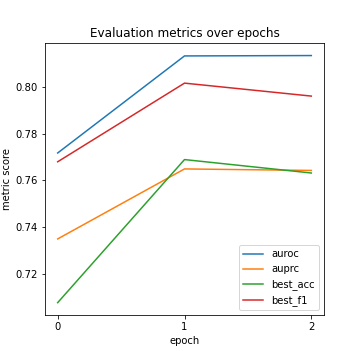 Evaluation metrics over epochs
metric score
0.80
0.78
0.76
0.74
0.72
auroc
auprc
best_acc
best_f1
0 1 2
epoch